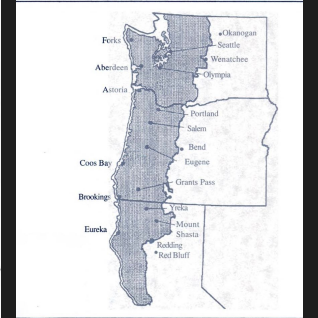 Forks
Okanogan
Seattle
Wenatchee
Aberdeen
Olympia
Astoria
Portland
Salem
Bend
Coos Bay
Eugene
Grants Pass
Brookings
Yreka
Mount
Shasta
Eureka
Redding
Red Bluff